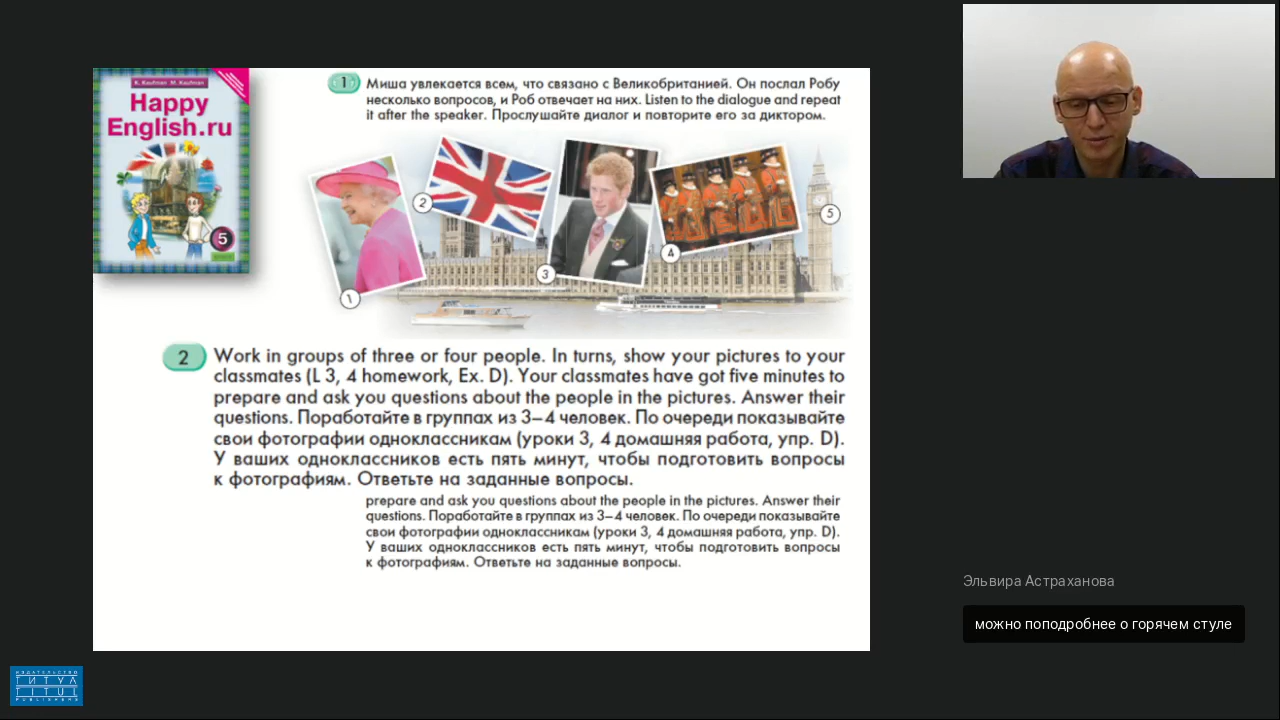 K. Kaufman M. Kaufman
Happy
English.ru
5
1
Миша увлекается всем, что связано с Великобританией. Он послал Робу
несколько вопросов, и Роб отвечает на них. Listen to the dialogue and repeat
it after the speaker. Прослушайте диалог и повторите его за диктором.
1
2
3
4
5
2
Work in groups of three or four people. In turns, show your pictures to your
classmates (L 3, 4 homework, Ex. D). Your classmates have got five minutes to
prepare and ask you questions about the people in the pictures. Answer their
questions. Поработайте в группах из 3–4 человек. По очереди показывайте
свои фотографии одноклассникам (уроки 3, 4 домашняя работа, упр. D).
У ваших одноклассников есть пять минут, чтобы подготовить вопросы
к фотографиям. Ответьте на заданные вопросы.
prepare and ask you questions about the people in the pictures. Answer their
questions. Поработайте в группах из 3–4 человек. По очереди показывайте
свои фотографии одноклассникам (уроки 3, 4 домашняя работа, упр. D).
У ваших одноклассников есть пять минут, чтобы подготовить вопросы
к фотографиям. Ответьте на заданные вопросы.
Эльвира Астраханова
можно поподробнее о горячем стуле
ИЗДАТЕЛЬСТВО
ТИТУЛ
TITUL
PUBLISHERS